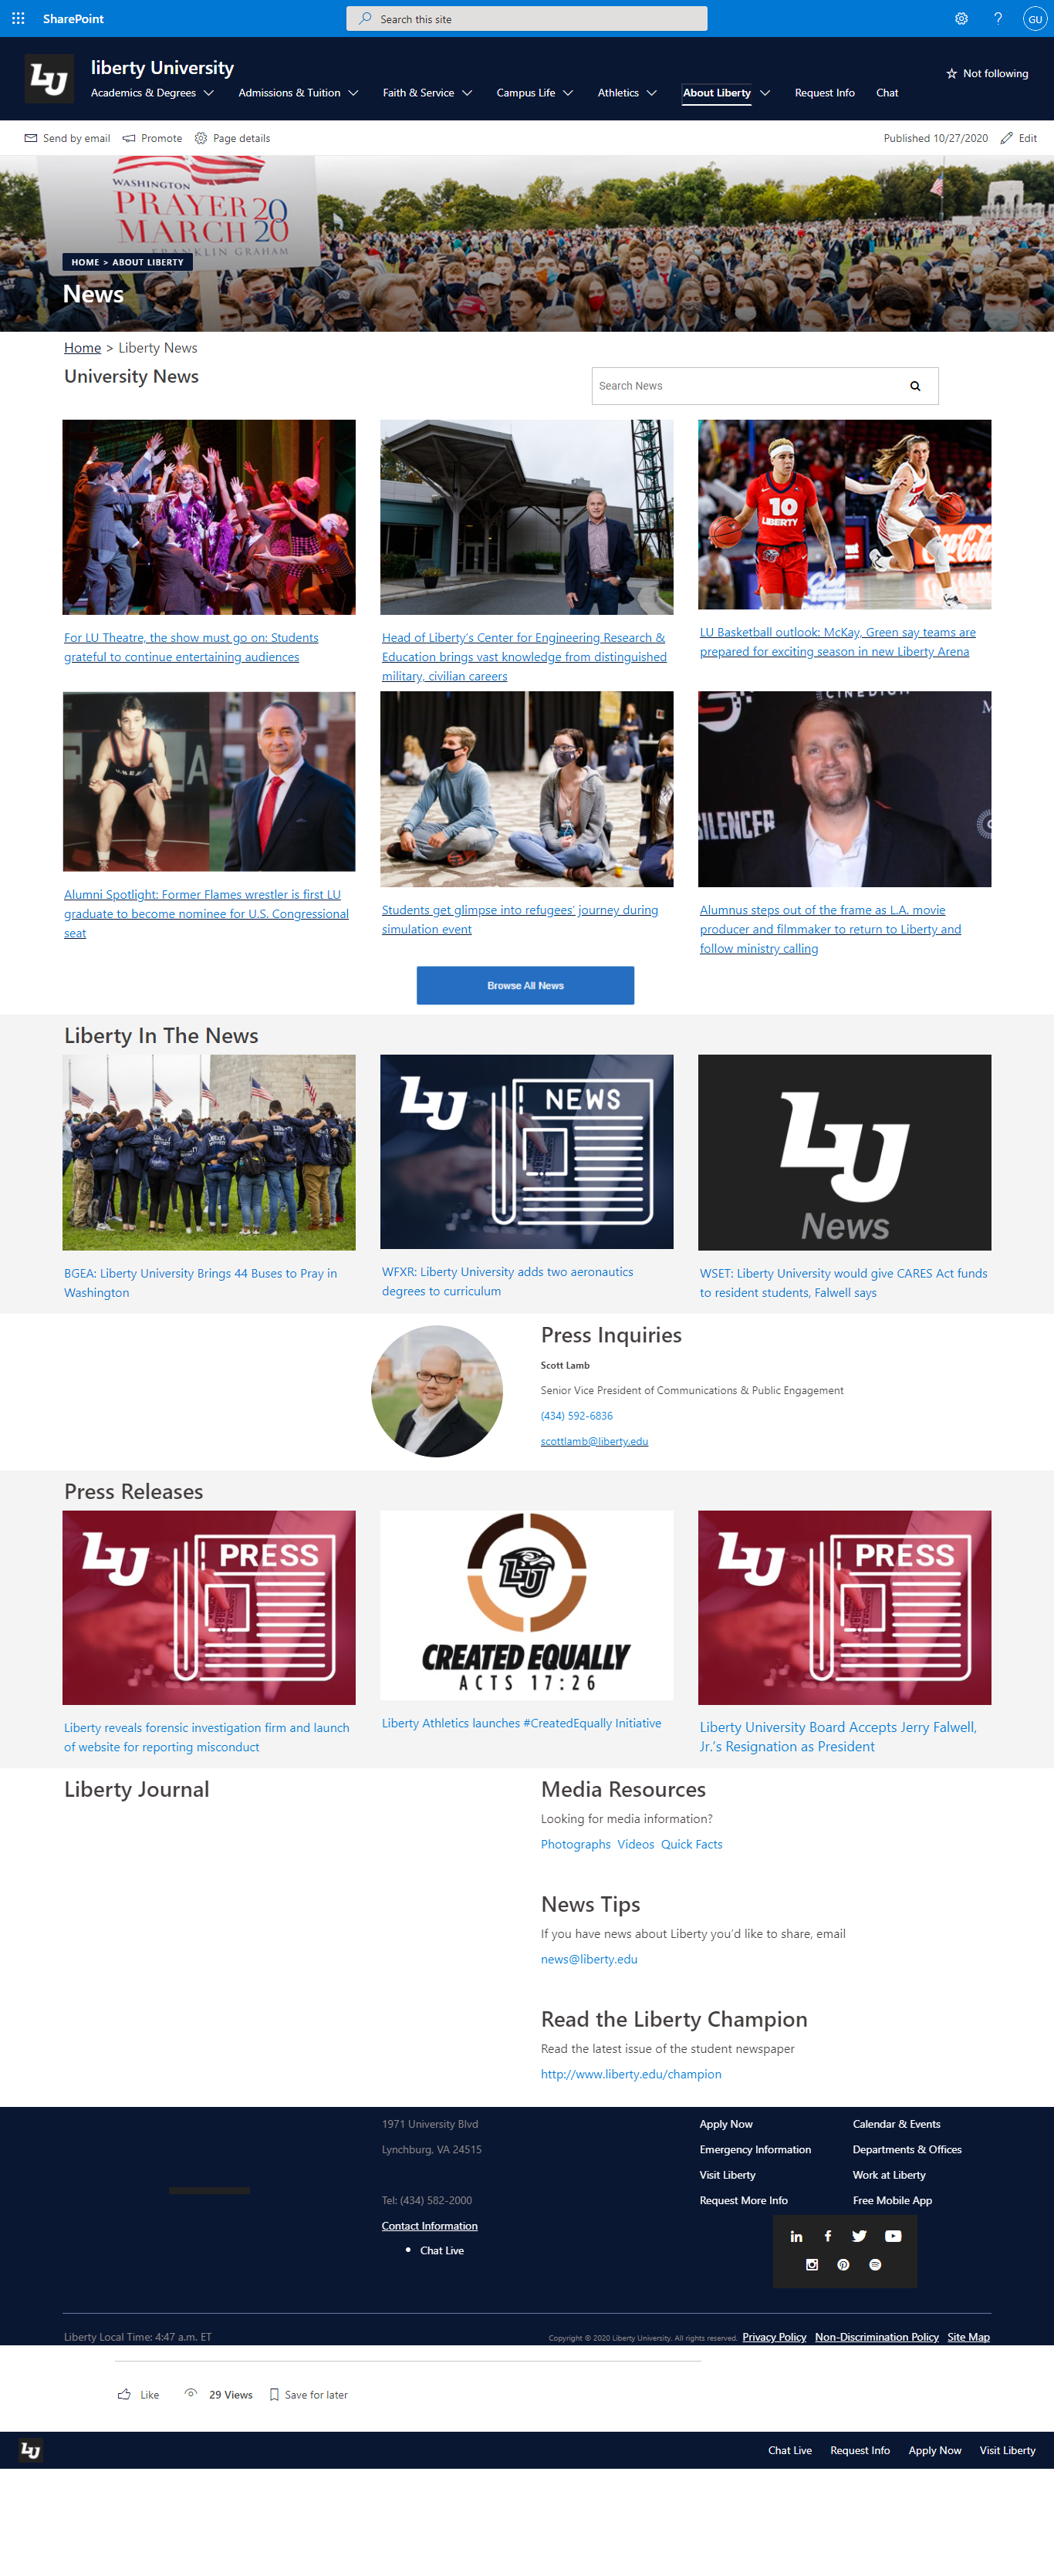 SharePoint
Search this site
GU
LU
liberty University
Academics & Degrees
Admissions & Tuition
Faith & Service
Campus Life
Athletics
About Liberty
Request Info
Chat
Not following
Send by email
Promote
Page details
Published 10/27/2020
Edit
WASHINGTON
PRAYER 20
MARCH 20
FRANKLIN GRAHAM
HOME > ABOUT LIBERTY
News
Home > Liberty News
University News
Search News
10
LIBERTY
Coca-Cola
For LU Theatre, the show must go on: Students
grateful to continue entertaining audiences
Head of Liberty's Center for Engineering Research &
Education brings vast knowledge from distinguished
military, civilian careers
LU Basketball outlook: McKay, Green say teams are
prepared for exciting season in new Liberty Arena
CINEDIGM
SILENCER
Alumni Spotlight: Former Flames wrestler is first LU
graduate to become nominee for U.S. Congressional
seat
Students get glimpse into refugees' journey during
simulation event
Alumnus steps out of the frame as L.A. movie
producer and filmmaker to return to Liberty and
follow ministry calling
Browse All News
Liberty In The News
LU NEWS
LU
News
BGEA: Liberty University Brings 44 Buses to Pray in
Washington
WFXR: Liberty University adds two aeronautics
degrees to curriculum
WSET: Liberty University would give CARES Act funds
to resident students, Falwell says
Press Inquiries
Scott Lamb
Senior Vice President of Communications & Public Engagement
(434) 592-6836
scottlamb@liberty.edu
Press Releases
LU PRESS
LU
CREATED EQUALLY
ACTS 17:26
LU PRESS
Liberty reveals forensic investigation firm and launch
of website for reporting misconduct
Liberty Athletics launches #CreatedEqually Initiative
Liberty University Board Accepts Jerry Falwell,
Jr.'s Resignation as President
Liberty Journal
Media Resources
Looking for media information?
Photographs Videos Quick Facts
News Tips
If you have news about Liberty you'd like to share, email
news@liberty.edu
Read the Liberty Champion
Read the latest issue of the student newspaper
http://www.liberty.edu/champion
1971 University Blvd
Lynchburg, VA 24515
Tel: (434) 582-2000
Contact Information
Chat Live
Apply Now
Calendar & Events
Emergency Information
Departments & Offices
Visit Liberty
Work at Liberty
Request More Info
Free Mobile App
Liberty Local Time: 4:47 a.m. ET
Copyright © 2020 Liberty University. All rights reserved. Privacy Policy Non-Discrimination Policy Site Map
Like
29 Views
Save for later
LU
Chat Live
Request Info
Apply Now
Visit Liberty